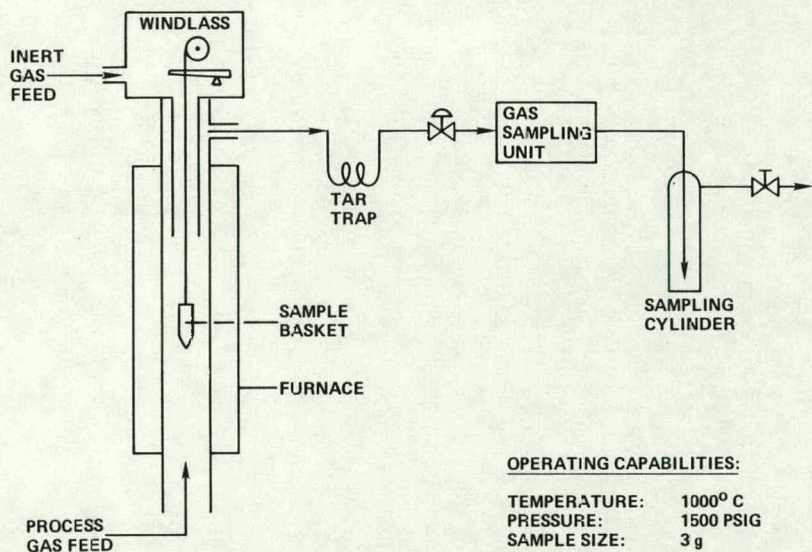 WINDLASS
INERT
GAS
FEED
GAS
SAMPLING
UNIT
TAR
TRAP
SAMPLE
BASKET
SAMPLING
CYLINDER
FURNACE
PROCESS
GAS FEED
OPERATING CAPABILITIES:
TEMPERATURE: 1000⁰ C
PRESSURE: 1500 PSIG
SAMPLE SIZE: 3 g